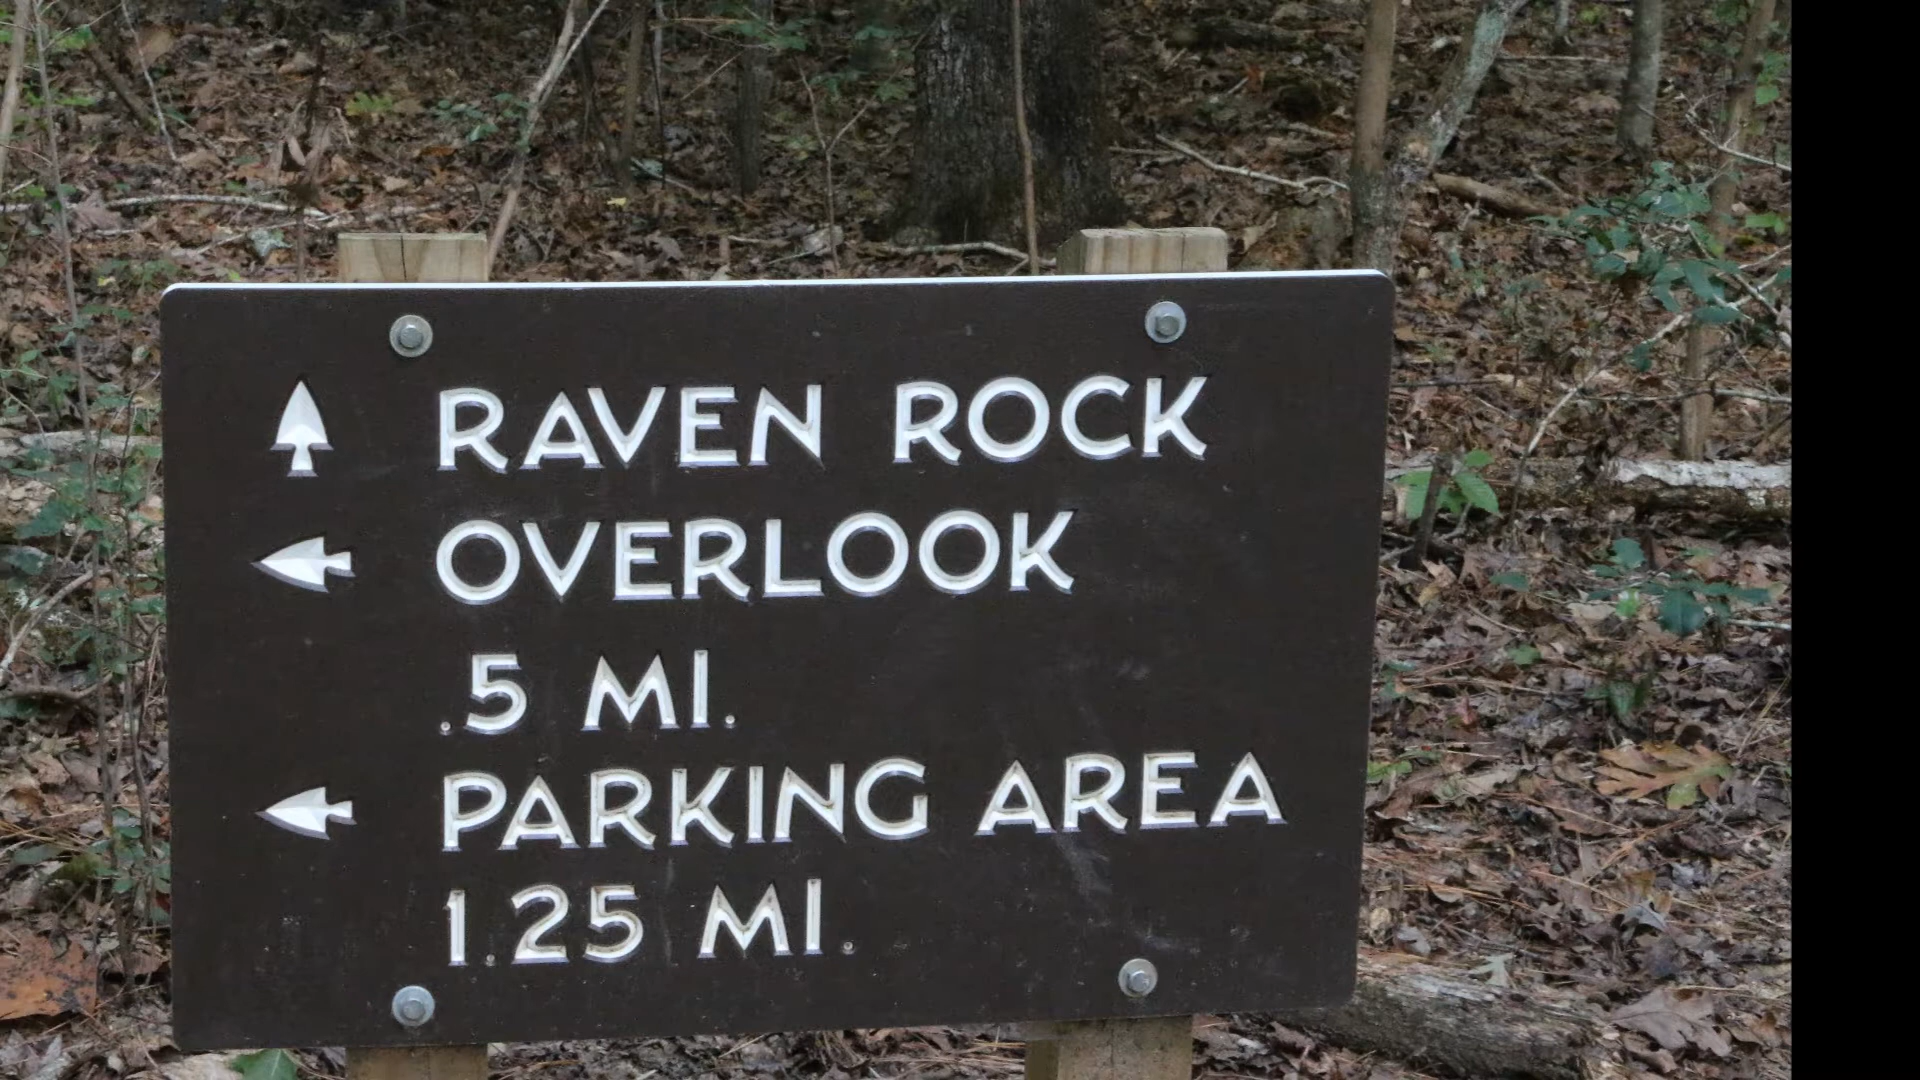 RAVEN ROCK
OVERLOOK
.5 MI.
PARKING AREA
1.25 MI.